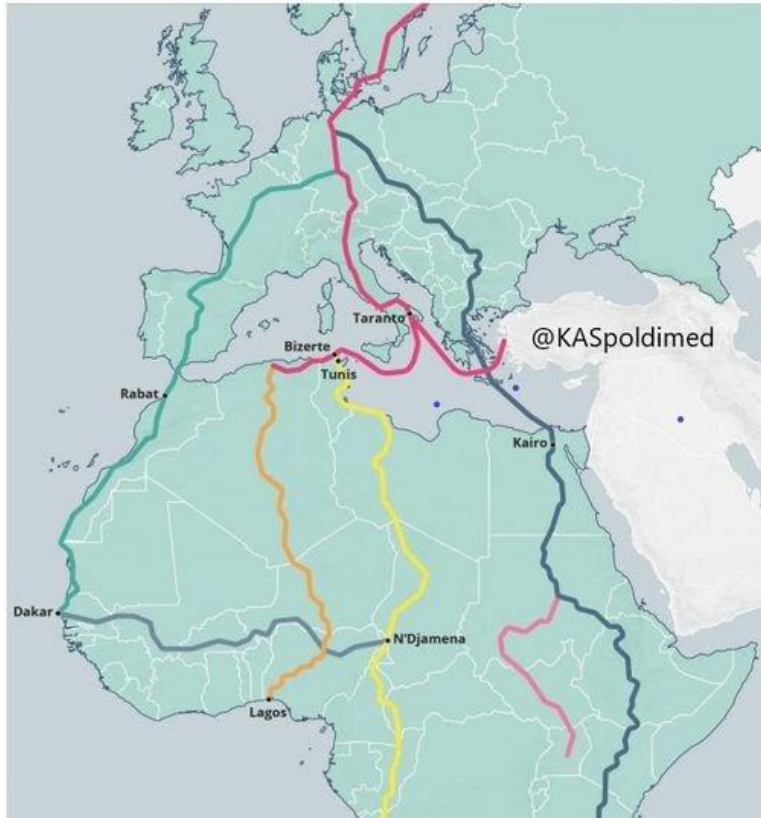 Taranto
@KASpoldimed
Bizerte
Tunis
Rabat
Kairo
Dakar
N'Djamena
Lagos